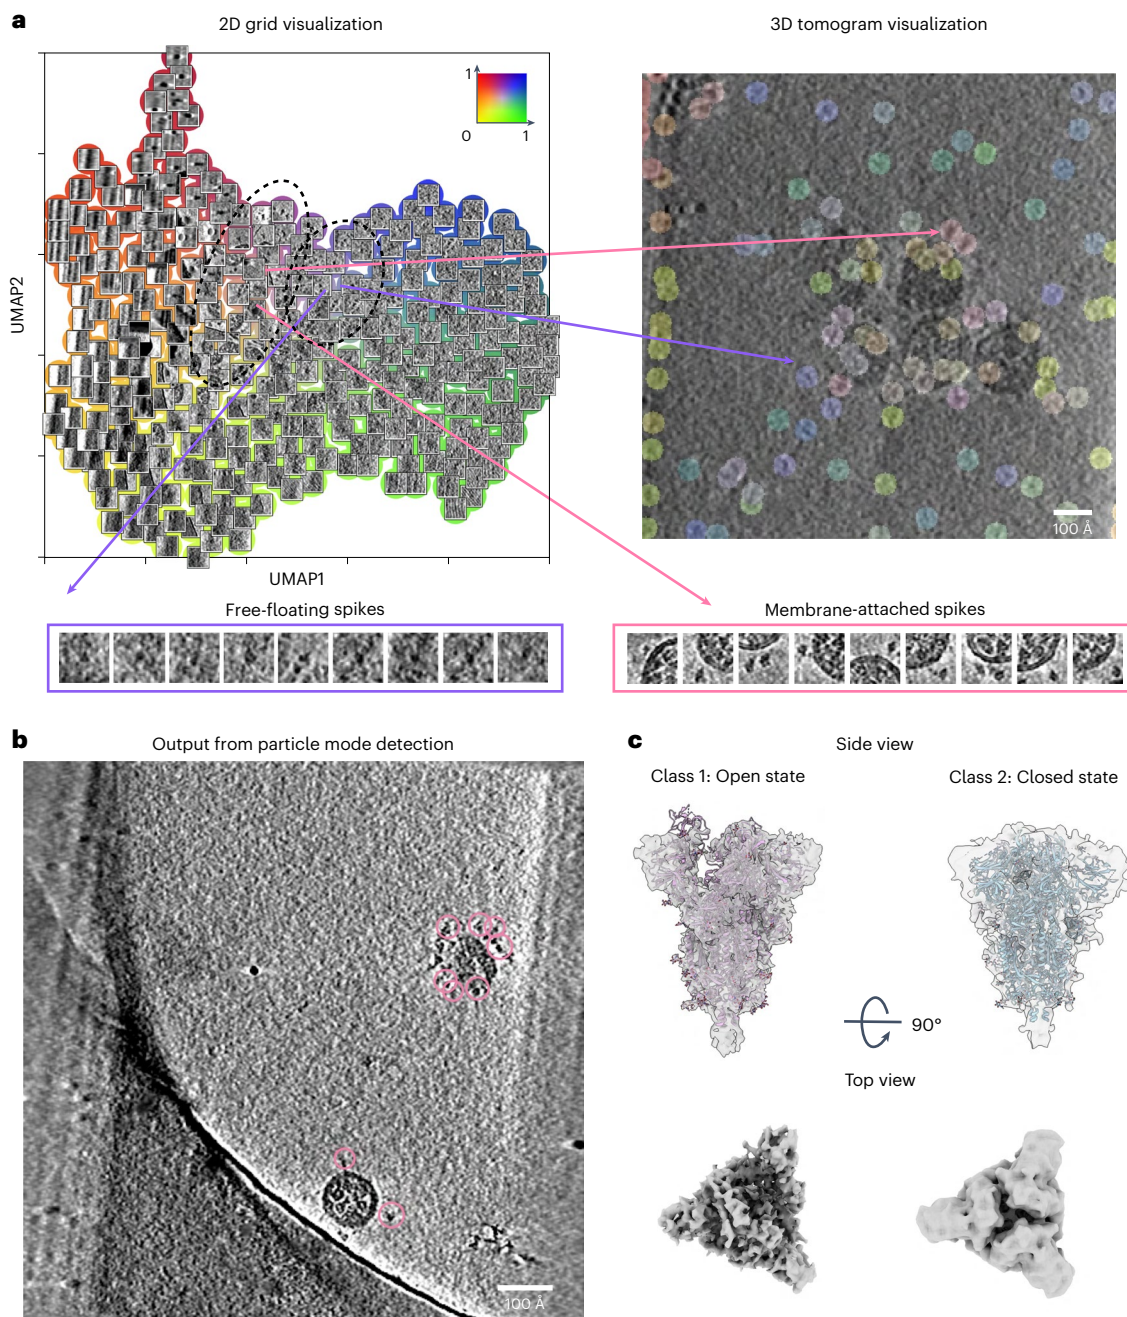 a
2D grid visualization
3D tomogram visualization
1
0
1
UMAP2
UMAP1
100 Å
Free-floating spikes
Membrane-attached spikes
b
Output from particle mode detection
100 Å
c
Side view
Class 1: Open state
Class 2: Closed state
90°
Top view